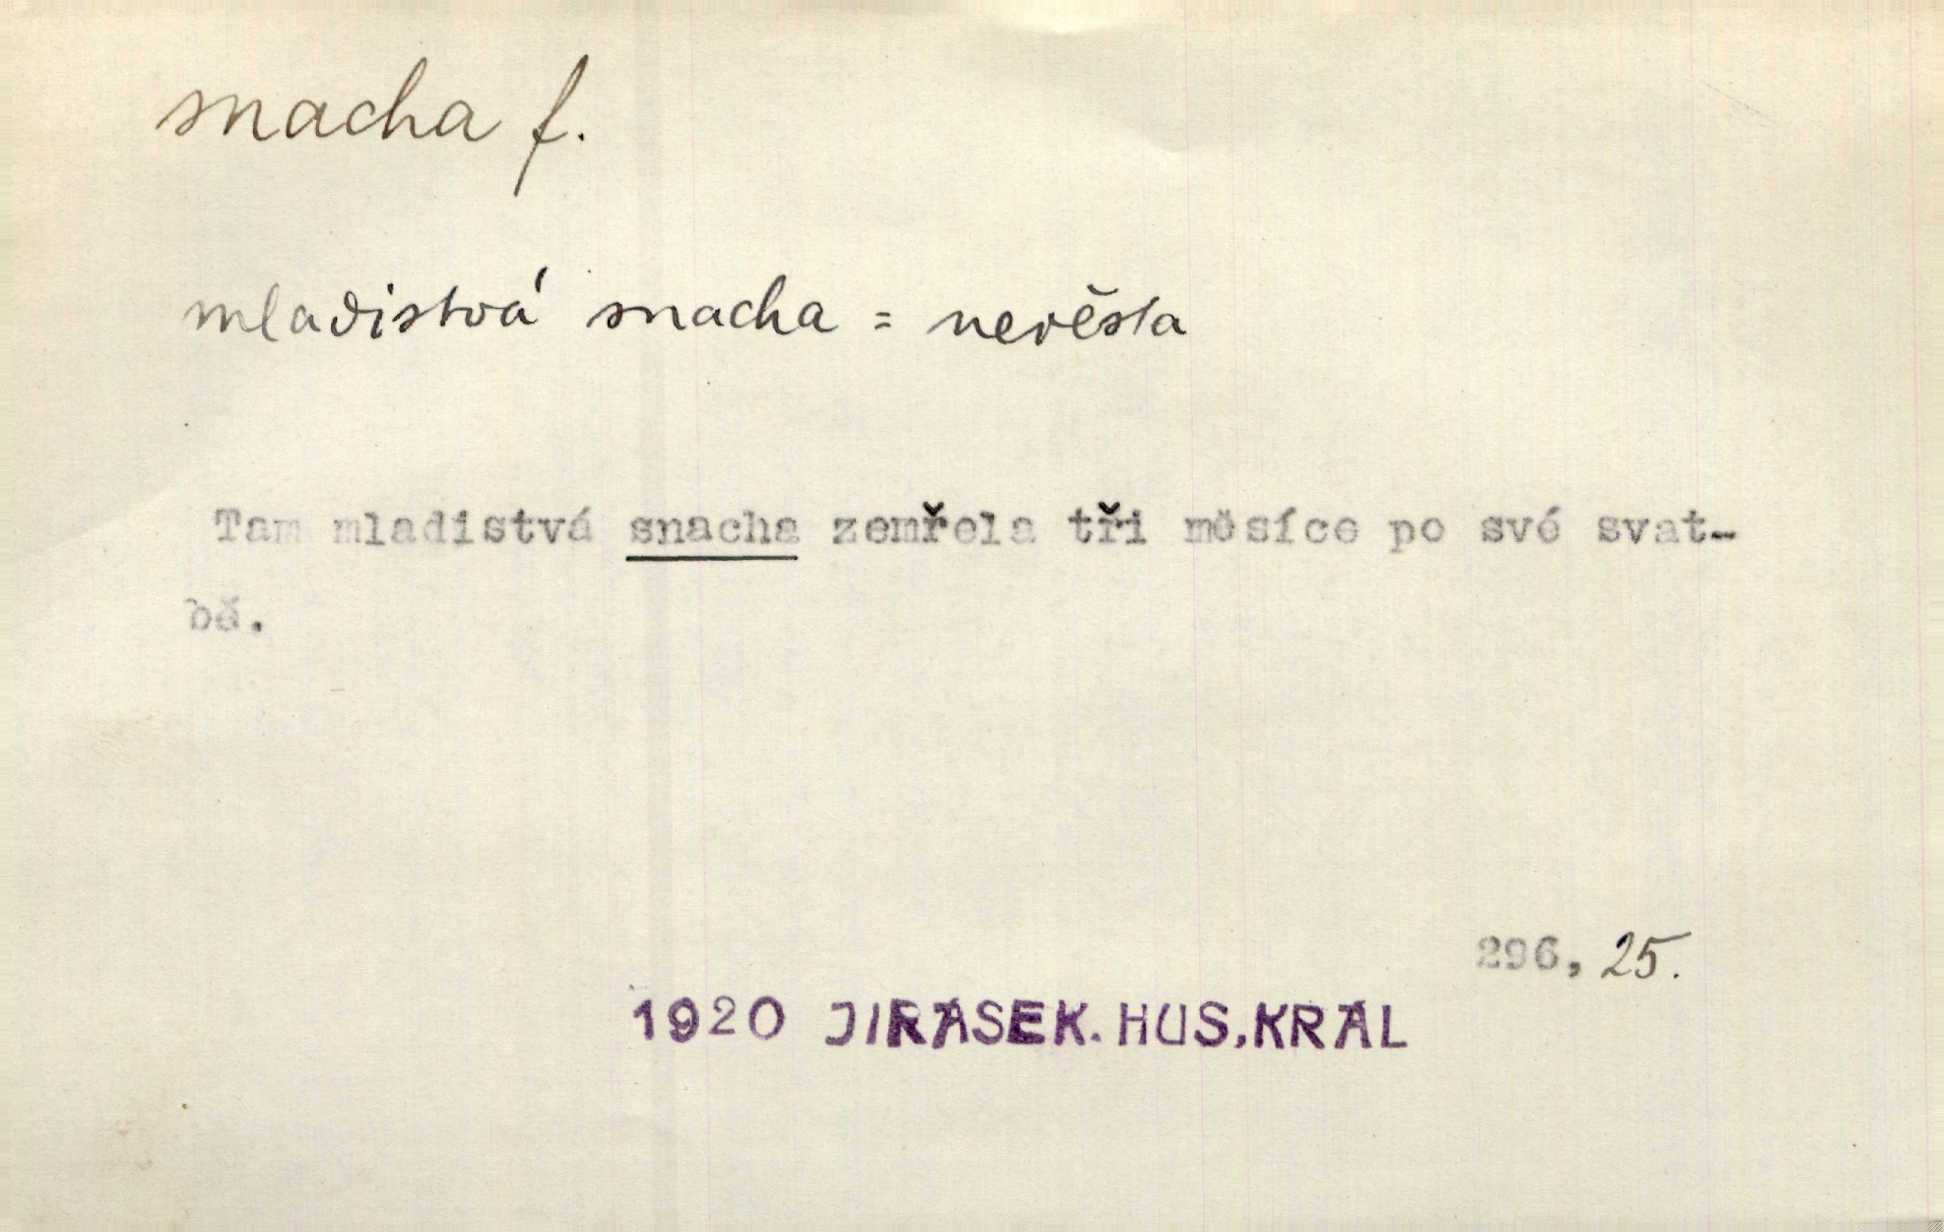 snacha f.
mladistvá snacha = nevěsta
Tam mladistvá snacha zemřela tři měsíce po své svat-
bě.
296, 25.
1920 JIRÁSEK. HUS. KRÁL